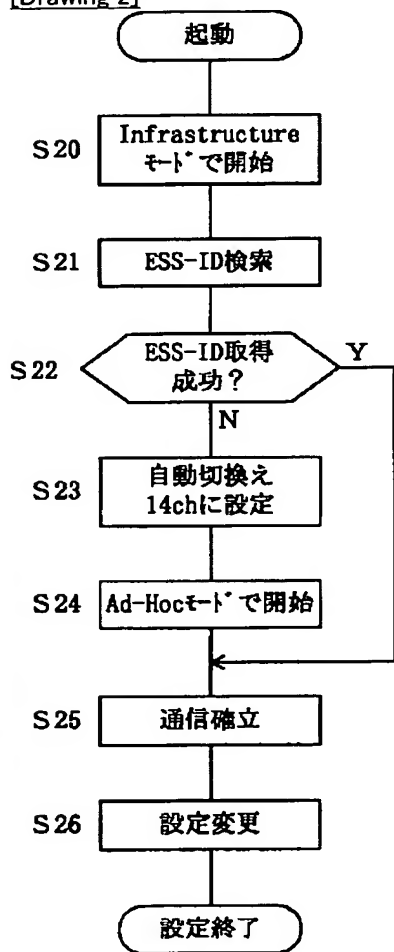 [Drawing 2]
起動
S20
Infrastructure
ﾓｰﾄﾞで開始
S21
ESS-ID検索
S22
ESS-ID取得
成功？
Y
N
S23
自動切換え
14chに設定
S24
Ad-Hocﾓｰﾄﾞで開始
S25
通信確立
S26
設定変更
設定終了